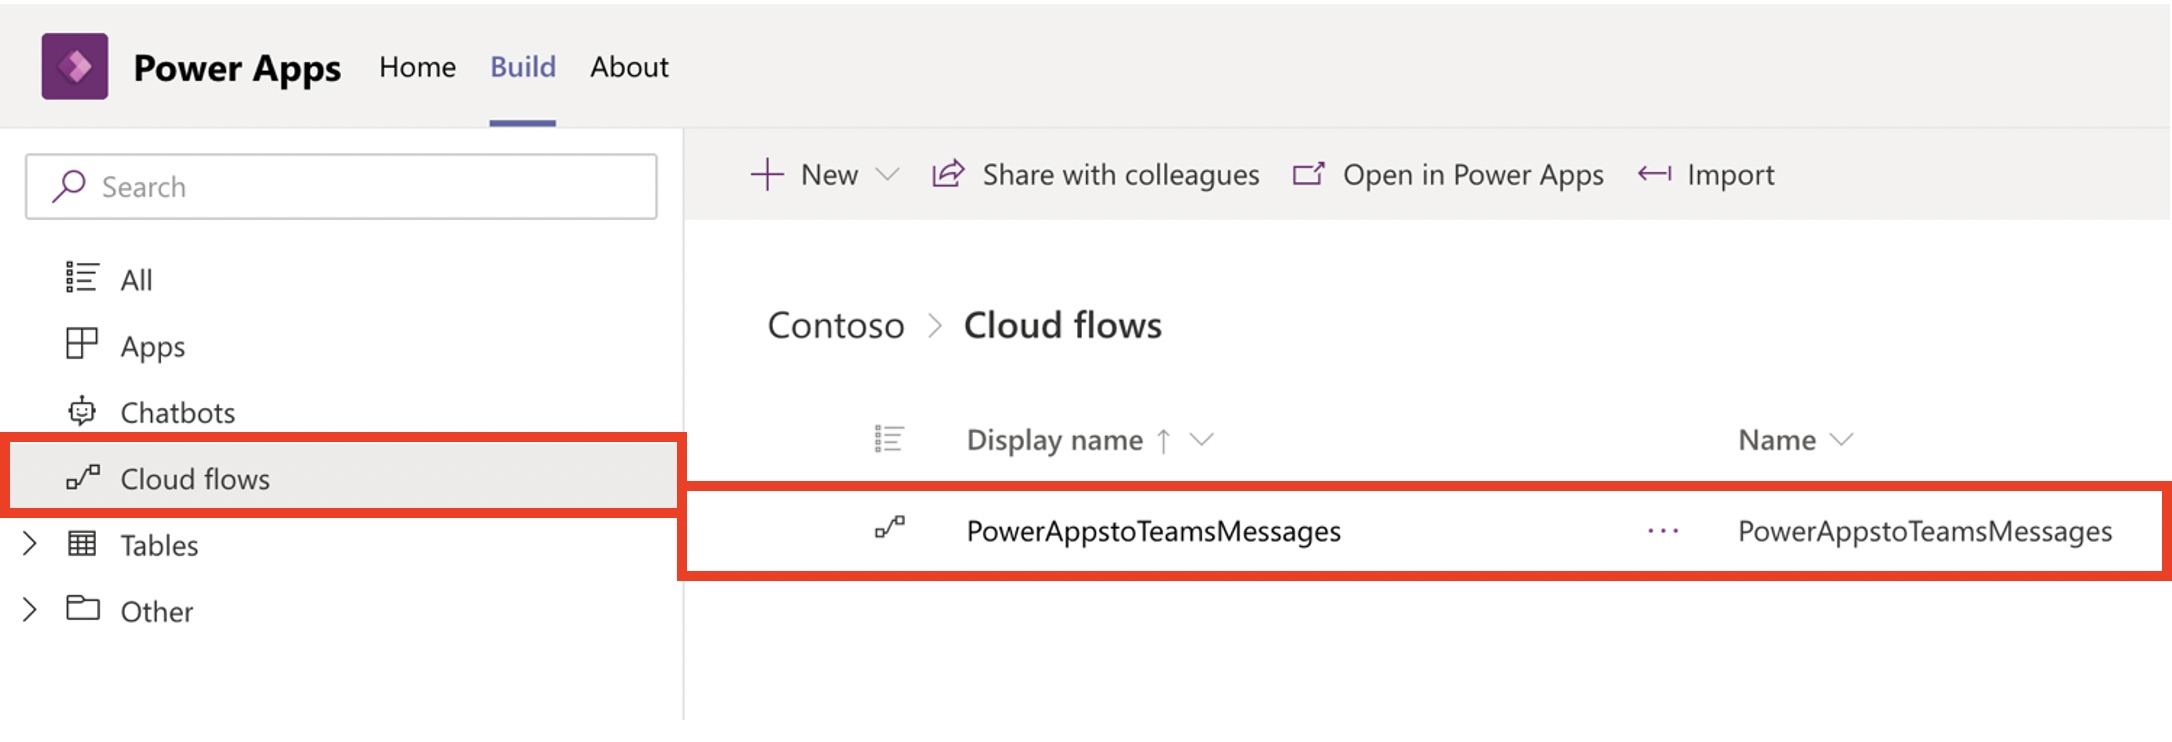 Power Apps Home Build About
Search
New Share with colleagues Open in Power Apps Import
All
Apps
Chatbots
Cloud flows
Tables
Other
Contoso > Cloud flows
Display name ↑ Name
PowerAppstoTeamsMessages ... PowerAppstoTeamsMessages